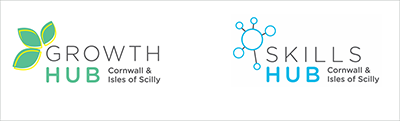 GROWTH
HUB Cornwall &
Isles of Scilly
SKILLS
HUB Cornwall &
Isles of Scilly